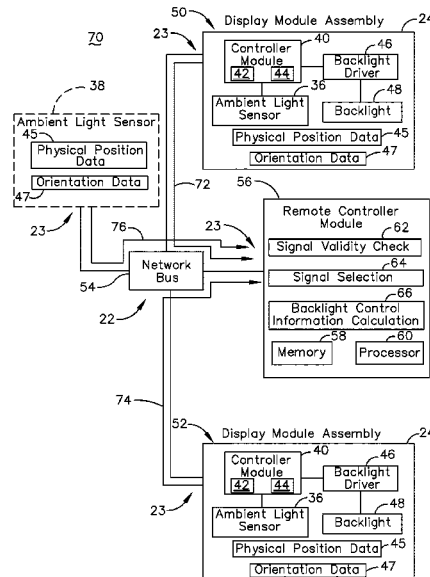 50
Display Module Assembly
24
70
23
40
Controller
Module
42 44
46
Backlight
Driver
36
48
Ambient Light
Sensor
Backlight
Physical Position Data
45
Orientation Data
47
38
Ambient Light Sensor
45
Physical Position
Data
Orientation Data
47
23
72
76
56
23
Remote Controller
Module
62
Signal Validity Check
64
Signal Selection
66
Backlight Control
Information Calculation
58
60
Memory
Processor
54
Network
Bus
22
74
52
Display Module Assembly
24
40
Controller
Module
42 44
46
Backlight
Driver
23
36
48
Ambient Light
Sensor
Backlight
Physical Position Data
45
Orientation Data
47